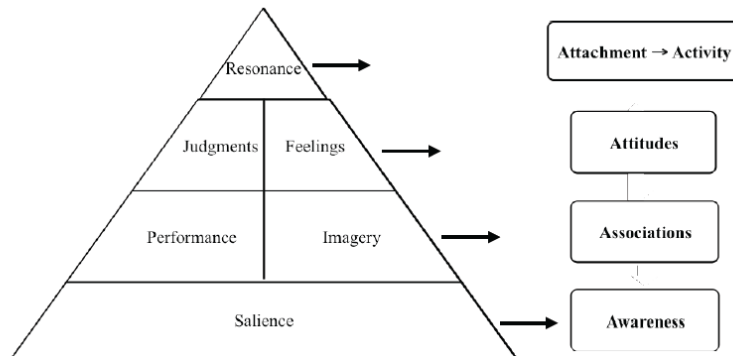 Resonance
Attachment → Activity
Judgments
Feelings
Attitudes
Performance
Imagery
Associations
Salience
Awareness